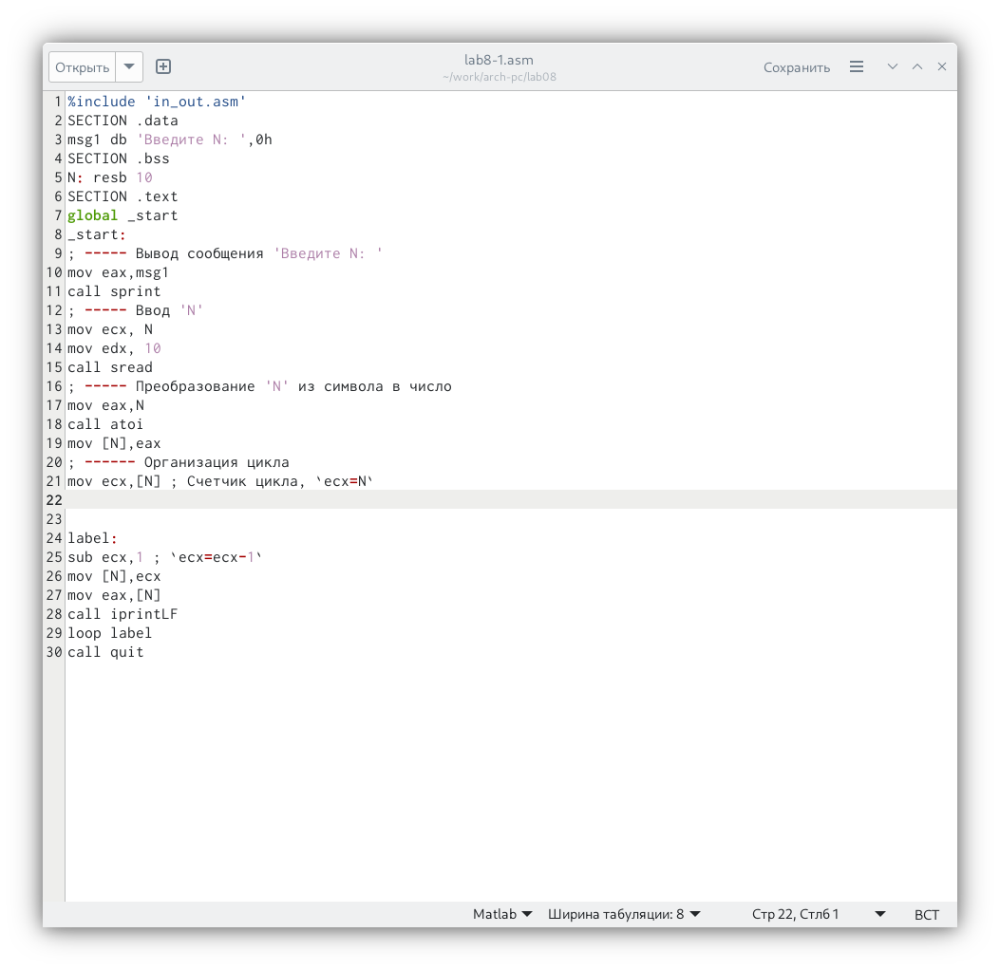 Открыть
lab8-1.asm
~/work/arch-pc/lab08
Сохранить
1 %include 'in_out.asm'
2 SECTION .data
3 msg1 db 'Введите N: ',0h
4 SECTION .bss
5 N: resb 10
6 SECTION .text
7 global _start
8 _start:
9 ; ----- Вывод сообщения 'Введите N: '
10 mov eax,msg1
11 call sprint
12 ; ----- Ввод 'N'
13 mov ecx, N
14 mov edx, 10
15 call sread
16 ; ----- Преобразование 'N' из символа в число
17 mov eax,N
18 call atoi
19 mov [N],eax
20 ; ------ Организация цикла
21 mov ecx,[N] ; Счетчик цикла, `ecx=N`
22
23
24 label:
25 sub ecx,1 ; `ecx=ecx-1`
26 mov [N],ecx
27 mov eax,[N]
28 call iprintLF
29 loop label
30 call quit
Matlab Ширина табуляции: 8 Стр 22, Стлб 1 ВСТ